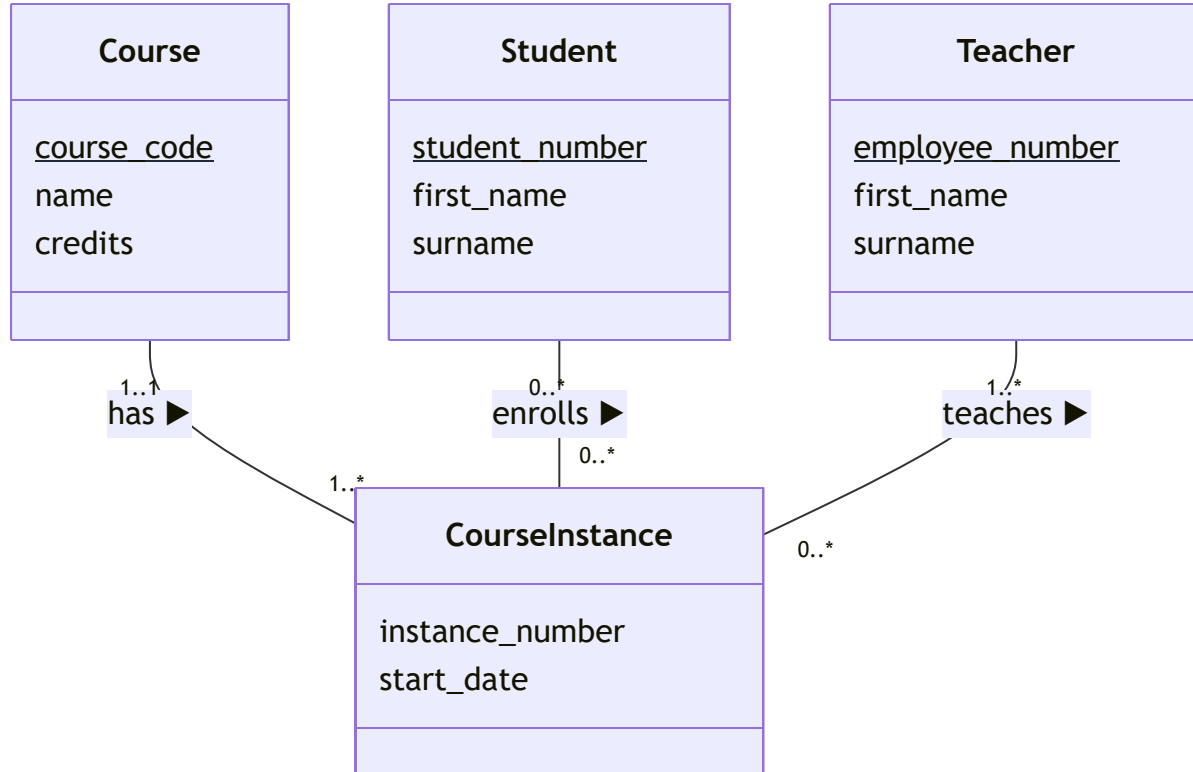 Course
course_code
name
credits
Student
student_number
first_name
surname
Teacher
employee_number
first_name
surname
1..1
has ►
1..*
0..*
enrolls ►
0..*
1..*
teaches ►
0..*
CourseInstance
instance_number
start_date